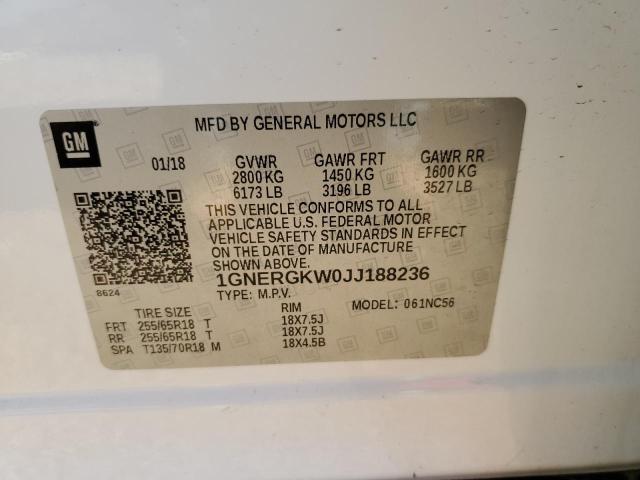 GM
MFD BY GENERAL MOTORS LLC
01/18 GVWR GAWR FRT GAWR RR
2800 KG 1450 KG 1600 KG
6173 LB 3196 LB 3527 LB
THIS VEHICLE CONFORMS TO ALL
APPLICABLE U.S. FEDERAL MOTOR
VEHICLE SAFETY STANDARDS IN EFFECT
ON THE DATE OF MANUFACTURE
SHOWN ABOVE.
8624
1GNERGKW0JJ188236
TYPE: M.P.V. MODEL: 061NC56
TIRE SIZE RIM
FRT 255/65R18 T 18X7.5J
RR 255/65R18 T 18X7.5J
SPA T135/70R18 M 18X4.5B